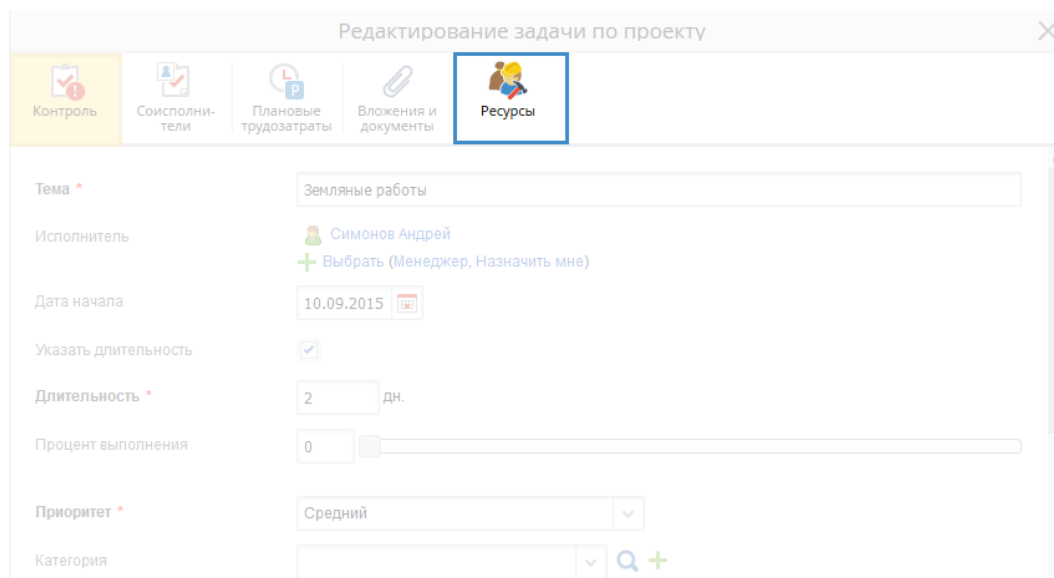 Редактирование задачи по проекту
Контроль
Соисполни-
тели
Плановые
трудозатраты
Вложения и
документы
Ресурсы
Тема *
Земляные работы
Исполнитель
Симонов Андрей
Выбрать (Менеджер, Назначить мне)
Дата начала
10.09.2015
Указать длительность
Длительность *
2
дн.
Процент выполнения
0
Приоритет *
Средний
Категория